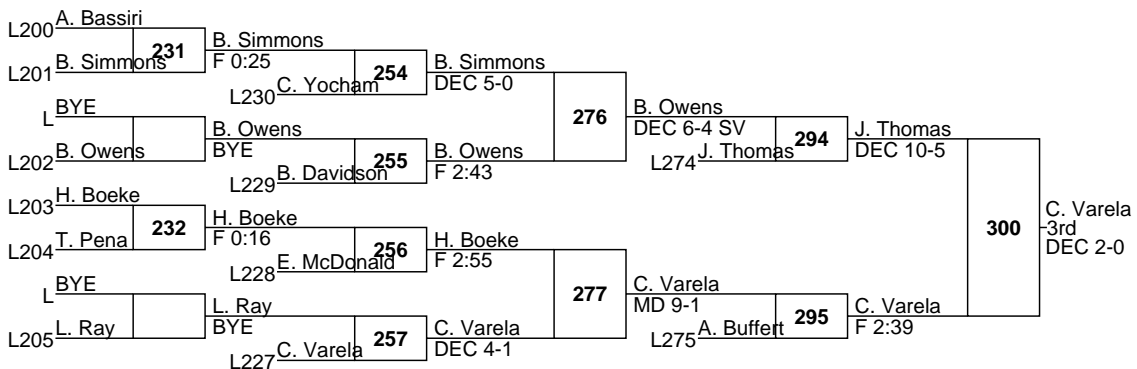 L200 A. Bassiri
231
L201 B. Simmons
B. Simmons
F 0:25
254
L230 C. Yocham
B. Simmons
DEC 5-0
L BYE
L202 B. Owens
B. Owens
BYE
255
L229 B. Davidson
B. Owens
F 2:43
276
B. Owens
DEC 6-4 SV
294
L274 J. Thomas
J. Thomas
DEC 10-5
L203 H. Boeke
232
L204 T. Pena
H. Boeke
F 0:16
256
L228 E. McDonald
H. Boeke
F 2:55
L BYE
L205 L. Ray
L. Ray
BYE
257
L227 C. Varela
C. Varela
DEC 4-1
277
C. Varela
MD 9-1
295
L275 A. Buffert
C. Varela
F 2:39
300
C. Varela
3rd
DEC 2-0